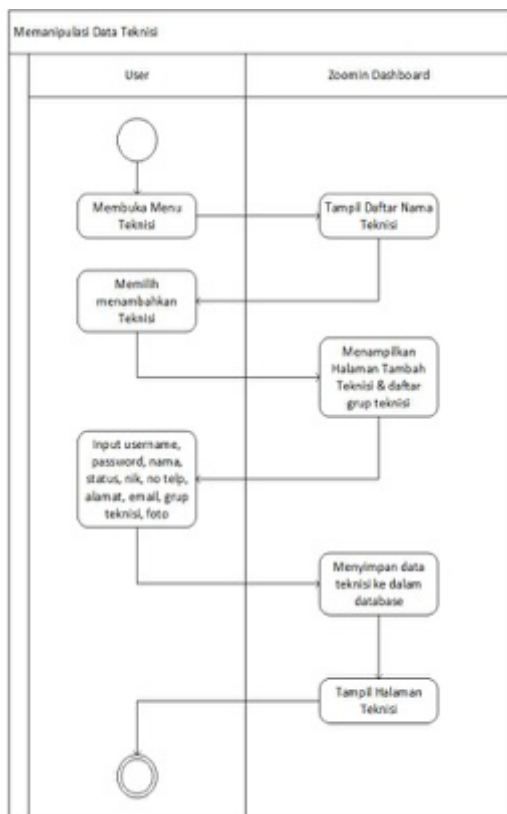 Memanipulasi Data Teknisi
User
Zoomin Dashboard
Membuka Menu
Teknisi
Tampil Daftar Nama
Teknisi
Memilih
menambahkan
Teknisi
Menampilkan
Halaman Tambah
Teknisi & daftar
grup teknisi
Input username,
password, nama,
status, nik, no telp,
alamat, email, grup
teknisi, foto
Menyimpan data
teknisi ke dalam
database
Tampil Halaman
Teknisi